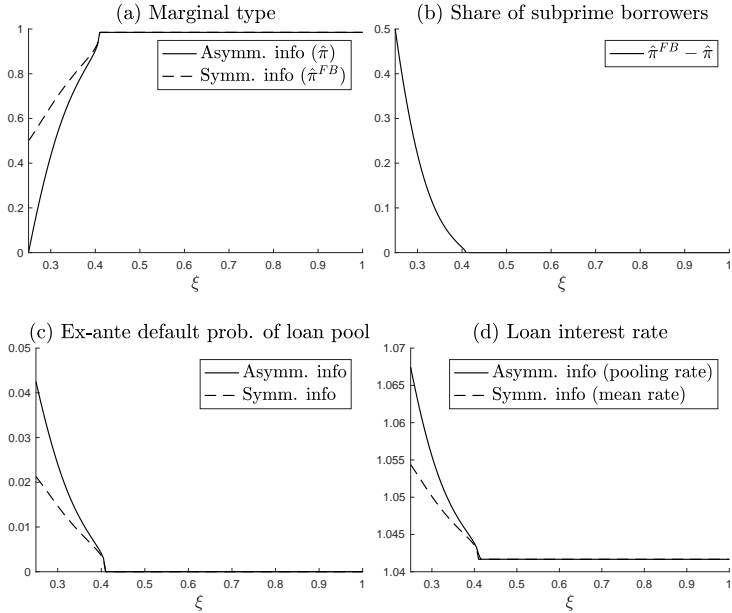 (a) Marginal type
Asymm. info (π̂)
Symm. info (π̂^FB)
1
0.8
0.6
0.4
0.2
0
0.3 0.4 0.5 0.6 0.7 0.8 0.9 1
ξ
(b) Share of subprime borrowers
π̂^FB − π̂
0.5
0.4
0.3
0.2
0.1
0
0.3 0.4 0.5 0.6 0.7 0.8 0.9 1
ξ
(c) Ex-ante default prob. of loan pool
Asymm. info
Symm. info
0.05
0.04
0.03
0.02
0.01
0
0.3 0.4 0.5 0.6 0.7 0.8 0.9 1
ξ
(d) Loan interest rate
Asymm. info (pooling rate)
Symm. info (mean rate)
1.07
1.065
1.06
1.055
1.05
1.045
1.04
0.3 0.4 0.5 0.6 0.7 0.8 0.9 1
ξ